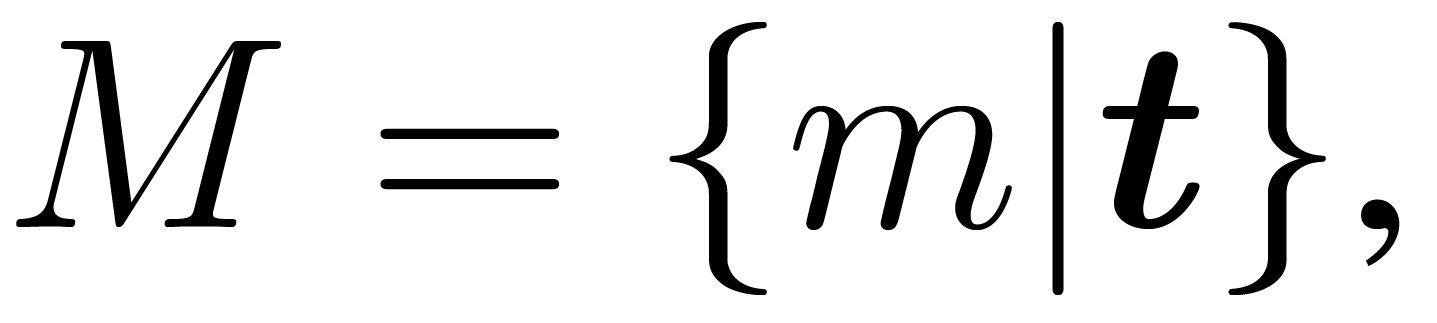 M = {m|t},